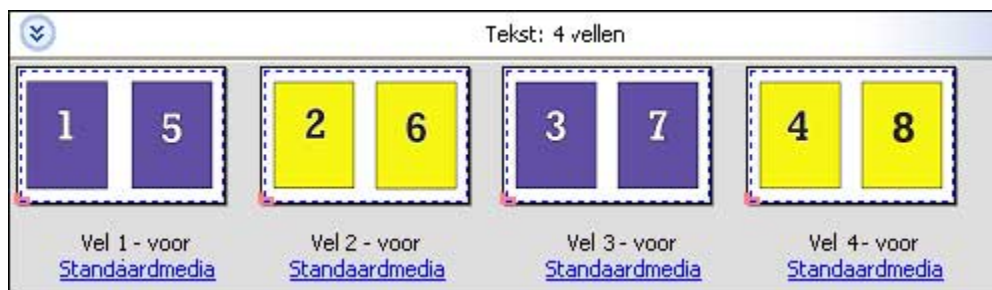 Tekst: 4 vellen
1 5 2 6 3 7 4 8
Vel 1 - voor Vel 2 - voor Vel 3 - voor Vel 4 - voor
Standaardmedia Standaardmedia Standaardmedia Standaardmedia